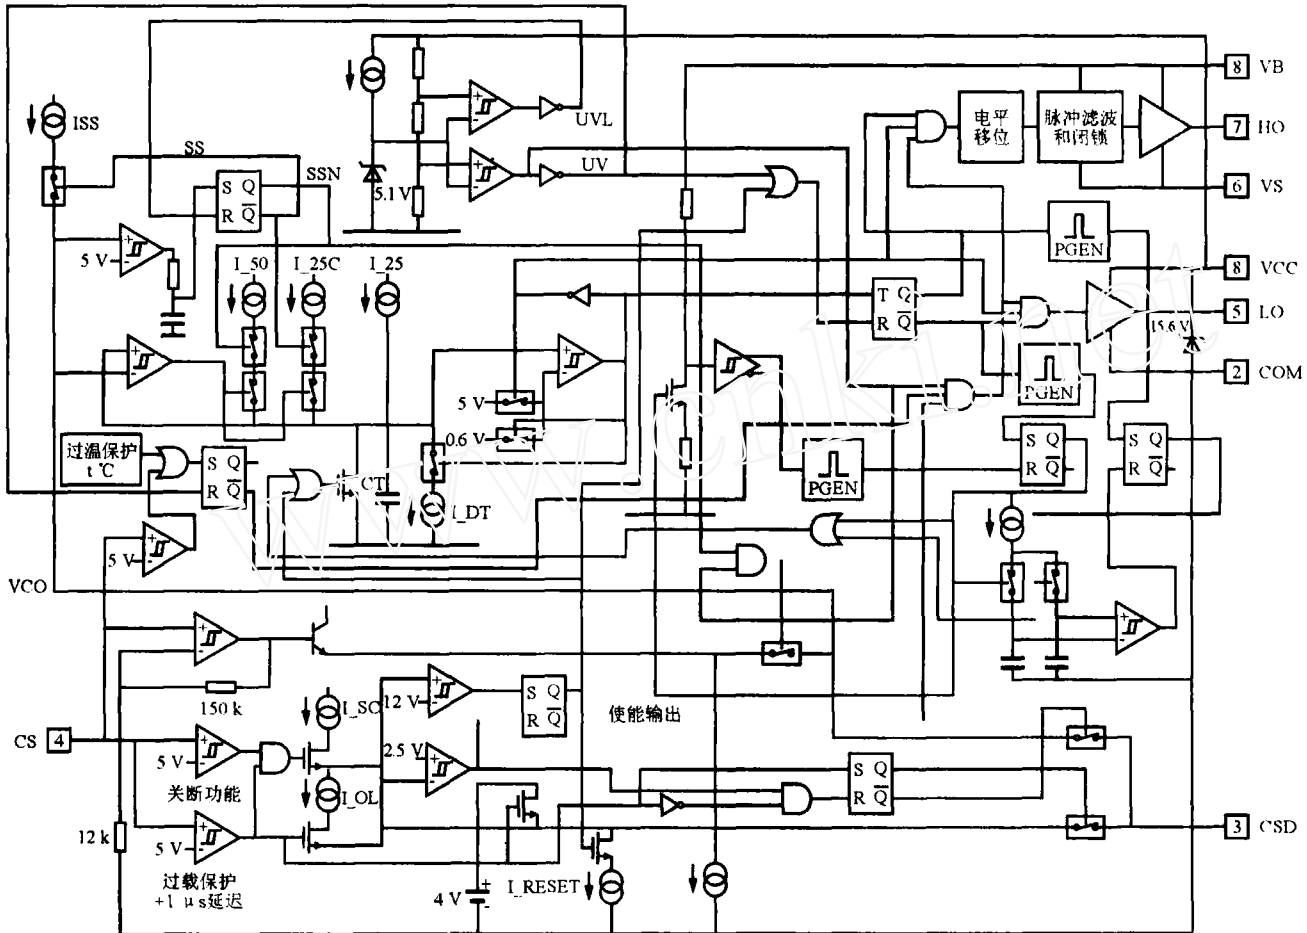 8 VB
ISS
UVL
电平
移位
脉冲滤波
和闭锁
7 HO
SS
SSN
UV
5.1 V
S Q
R Q̅
6 VS
PGEN
5 V
I_50
I_25C
I_25
8 VCC
T Q
R Q̅
5 LO
15.6 V
PGEN
2 COM
5 V
0.6 V
过温保护
t ℃
S Q
R Q̅
S Q
R Q̅
S Q
R Q̅
CT
I_DT
PGEN
5 V
VCO
150 k
I_SC
12 V
S Q
R Q̅
使能输出
CS 4
5 V
2.5 V
关断功能
I_OL
S Q
R Q̅
12 k
5 V
3 CSD
过载保护
+1 μs延迟
4 V
I_RESET
www.cnki.net